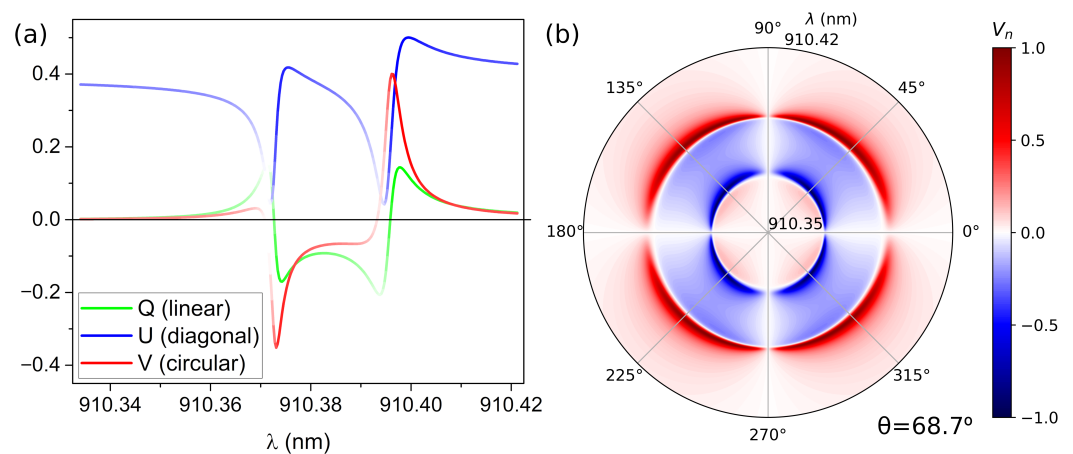 (a)
0.4
0.2
0.0
−0.2
−0.4
Q (linear)
U (diagonal)
V (circular)
910.34
910.36
910.38
910.40
910.42
λ (nm)
(b)
λ (nm)
90°
910.42
135°
45°
910.35
180°
0°
225°
315°
270°
θ=68.7º
Vn
1.0
0.5
0.0
−0.5
−1.0